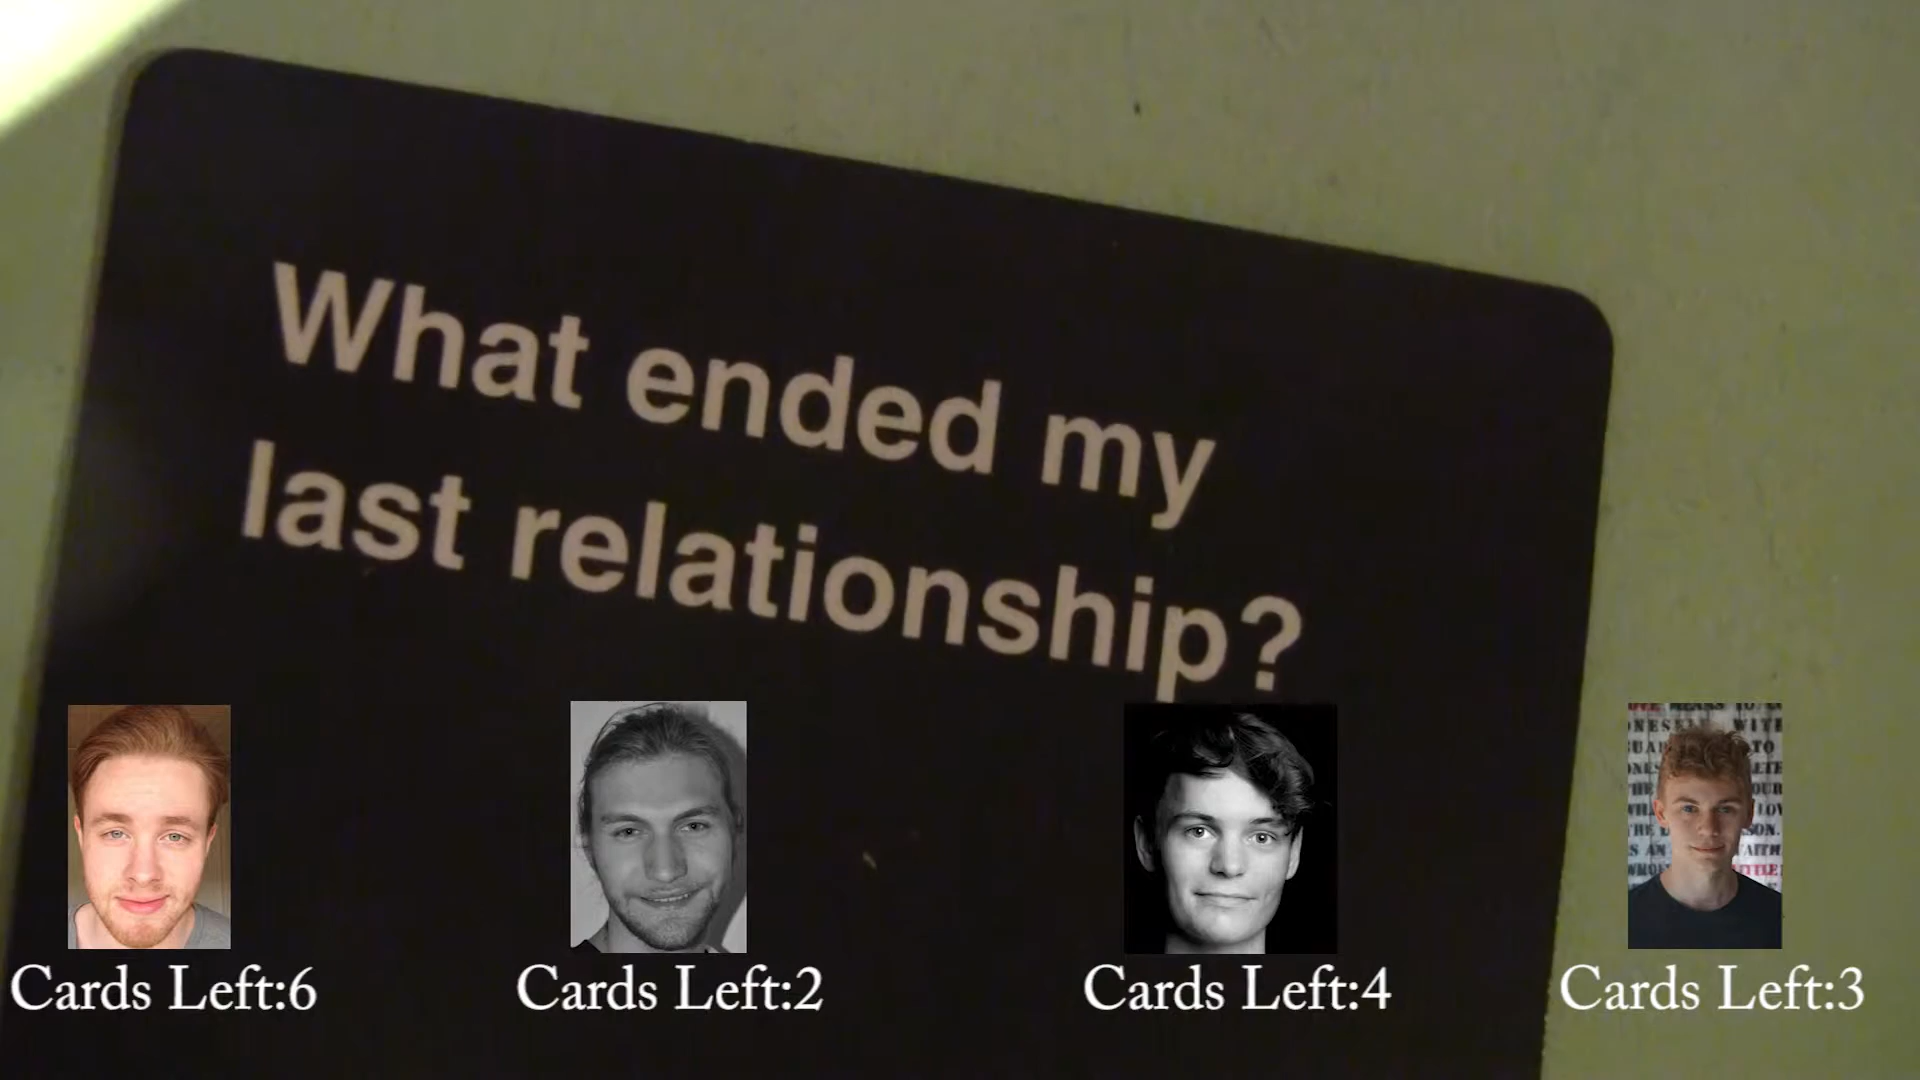 What ended my
last relationship?
Cards Left:6
Cards Left:2
Cards Left:4
Cards Left:3